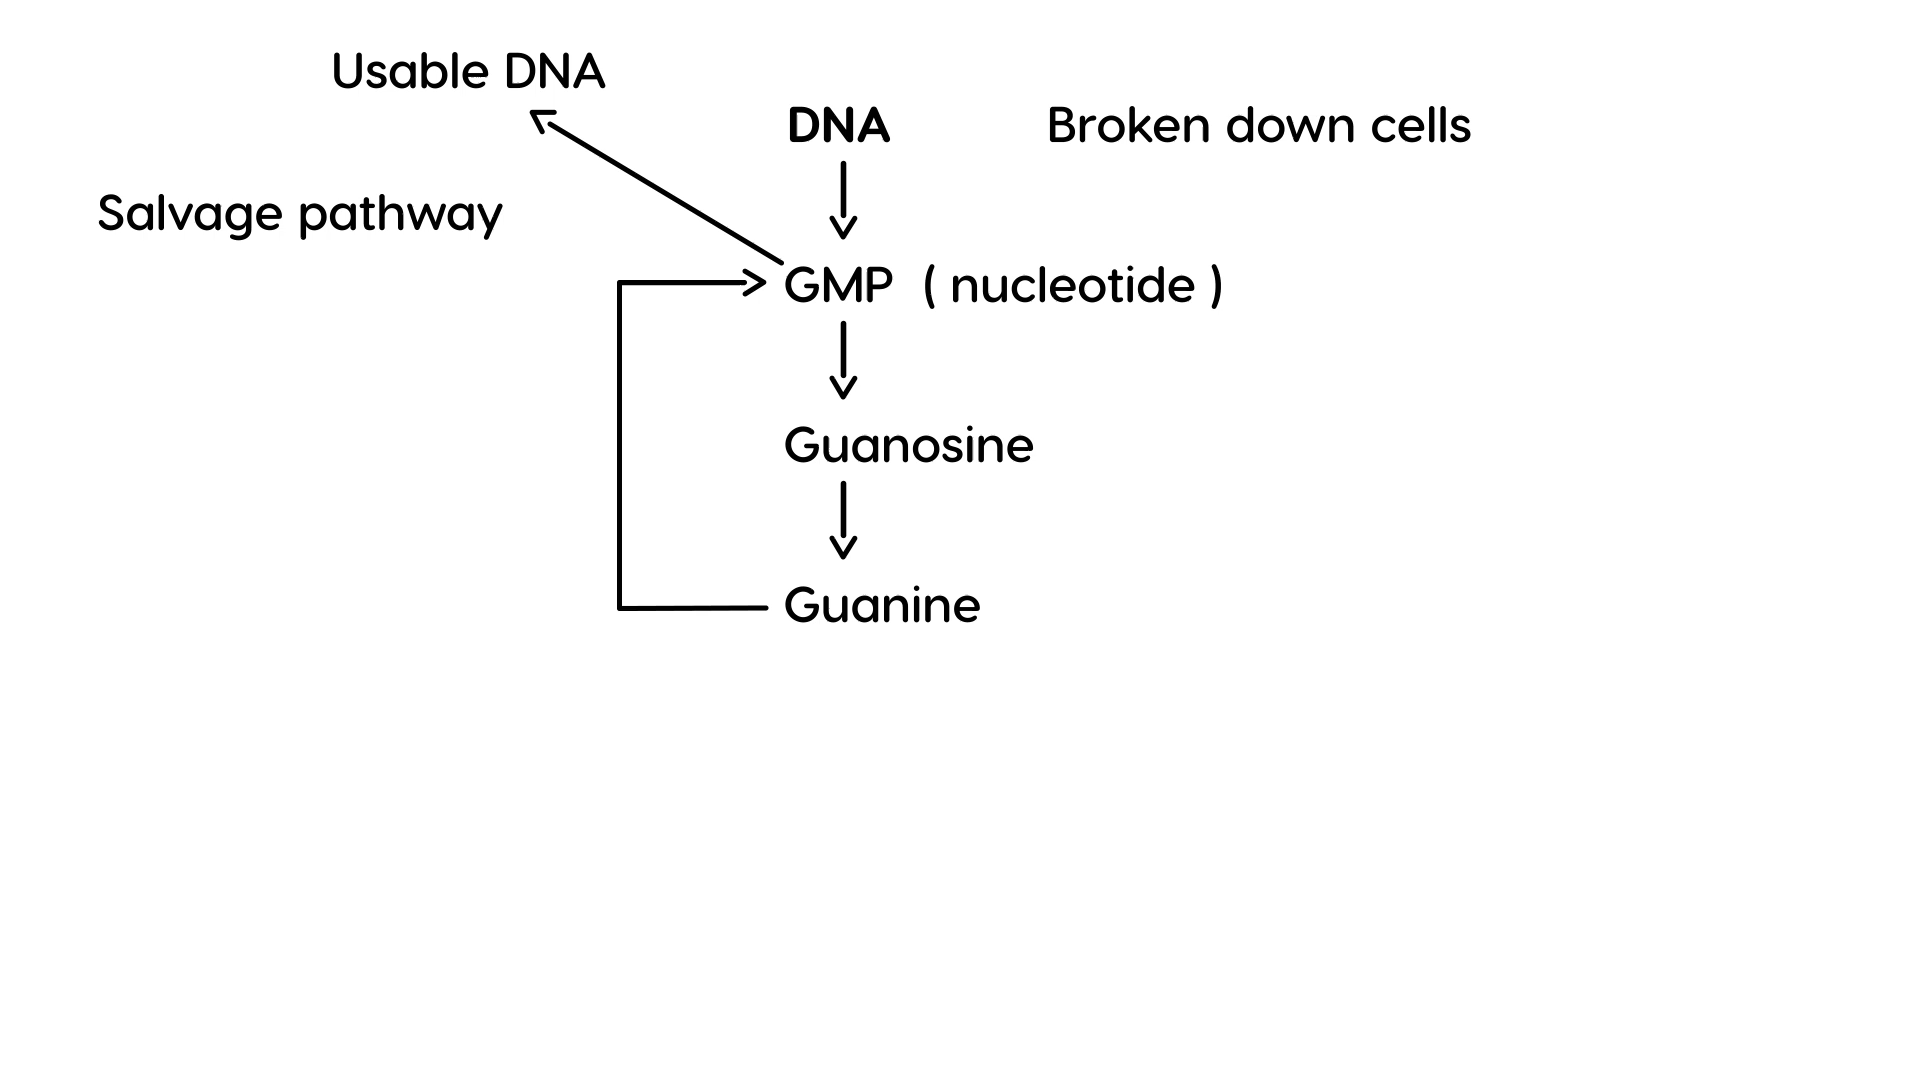 Usable DNA
DNA
Broken down cells
Salvage pathway
GMP ( nucleotide )
Guanosine
Guanine